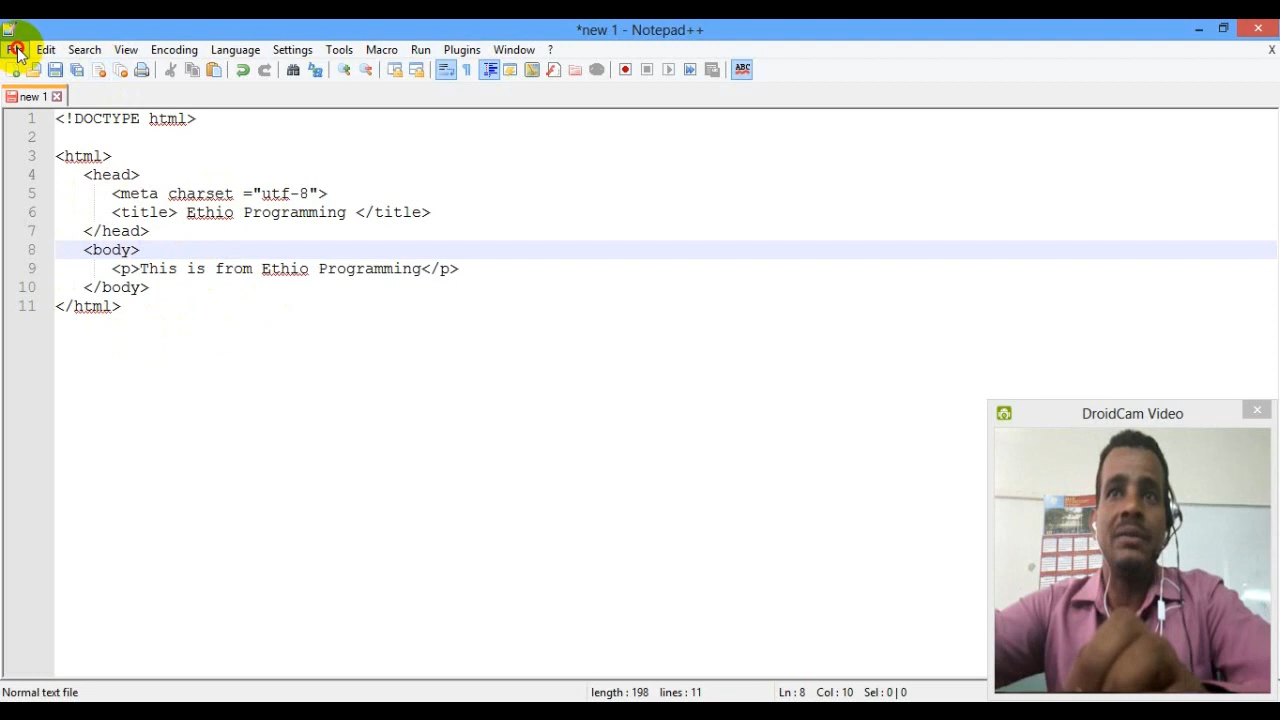 *new 1 - Notepad++
Edit Search View Encoding Language Settings Tools Macro Run Plugins Window ? X
ABC
new 1
1 <!DOCTYPE html>
2
3 <html>
4 <head>
5 <meta charset ="utf-8">
6 <title> Ethio Programming </title>
7 </head>
8 <body>
9 <p>This is from Ethio Programming</p>
10 </body>
11 </html>
DroidCam Video
Normal text file length : 198 lines : 11 Ln : 8 Col : 10 Sel : 0 | 0